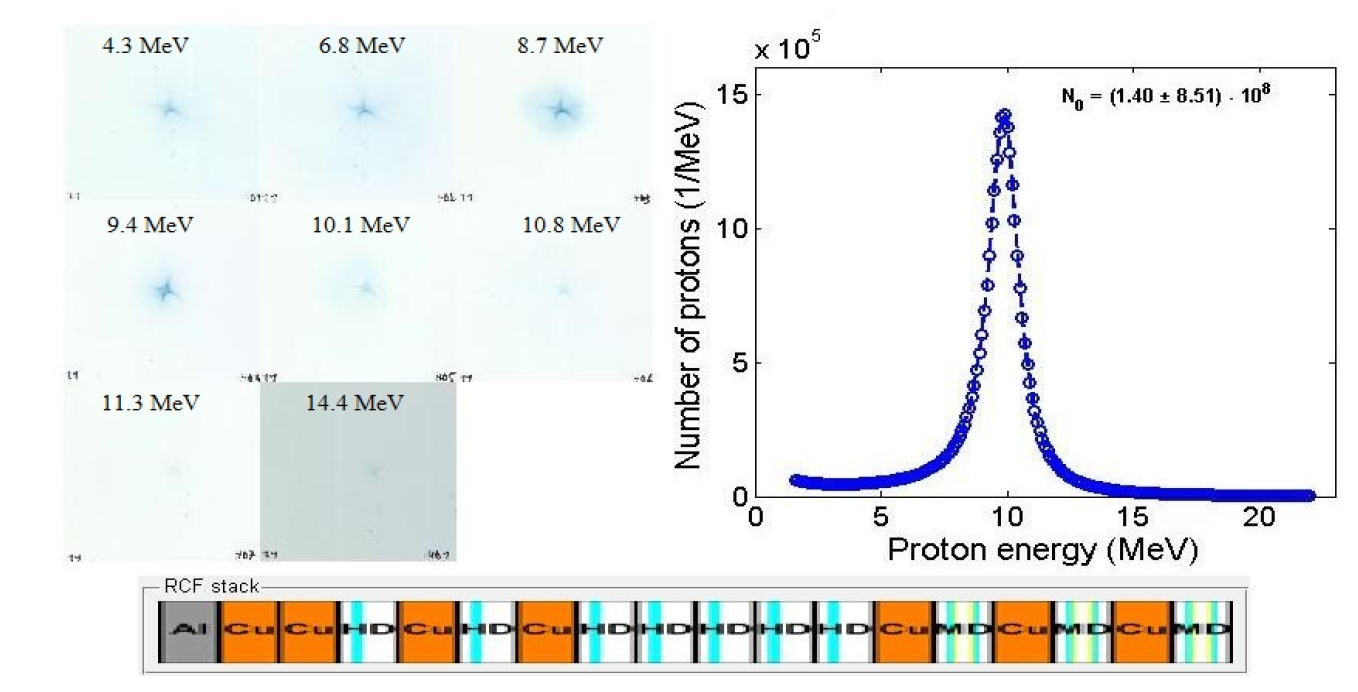 4.3 MeV 6.8 MeV 8.7 MeV
9.4 MeV 10.1 MeV 10.8 MeV
11.3 MeV 14.4 MeV
x 10^5
N_0 = (1.40 ± 8.51) · 10^8
Number of protons (1/MeV)
15
10
5
0
0 5 10 15 20
Proton energy (MeV)
RCF stack
Al Cu Cu HD Cu HD Cu HD HD HD HD HD Cu MD Cu MD Cu MD